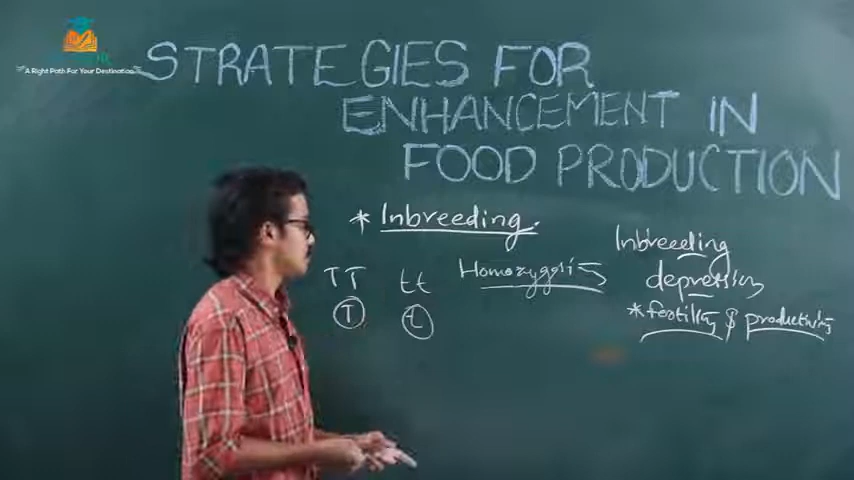 A Right Path For Your Destination
STRATEGIES FOR
ENHANCEMENT IN
FOOD PRODUCTION
* Inbreeding.
Inbreeding
depression
* fertility & productivity
Homozygosity
TT tt
T t